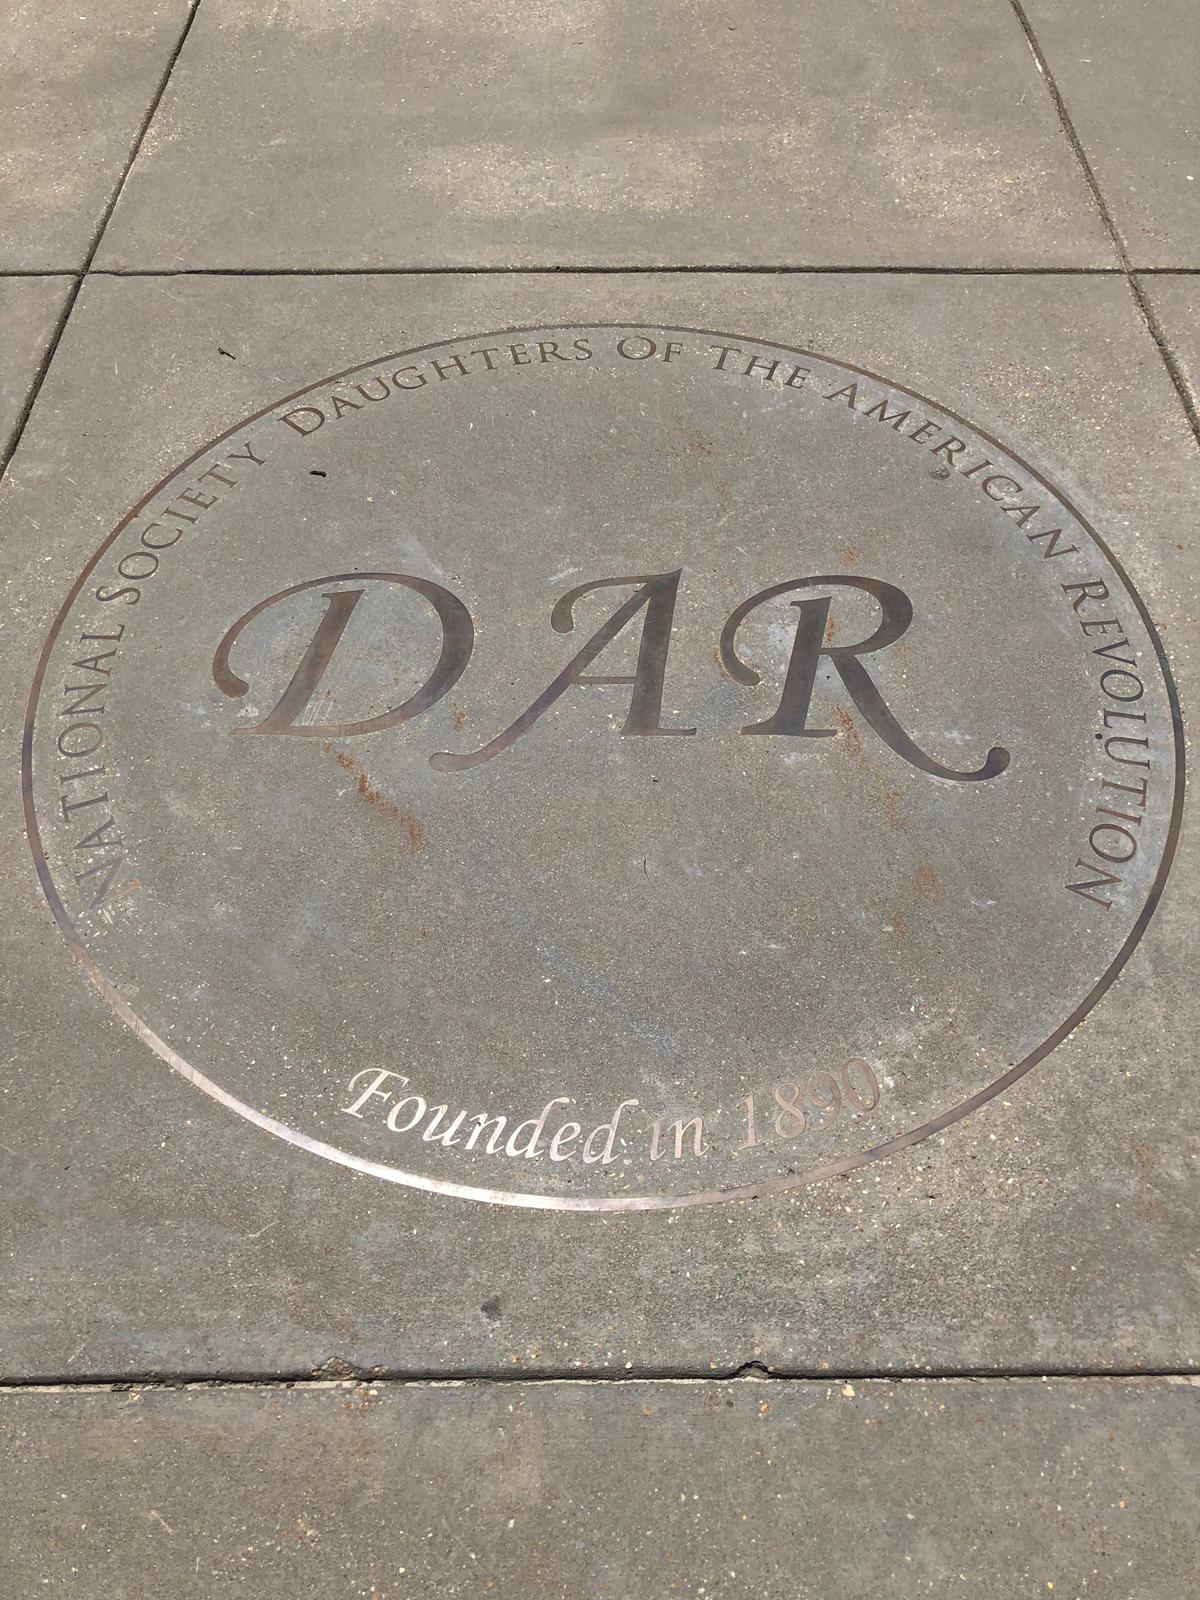 NATIONAL SOCIETY DAUGHTERS OF THE AMERICAN REVOLUTION
DAR
Founded in 1890